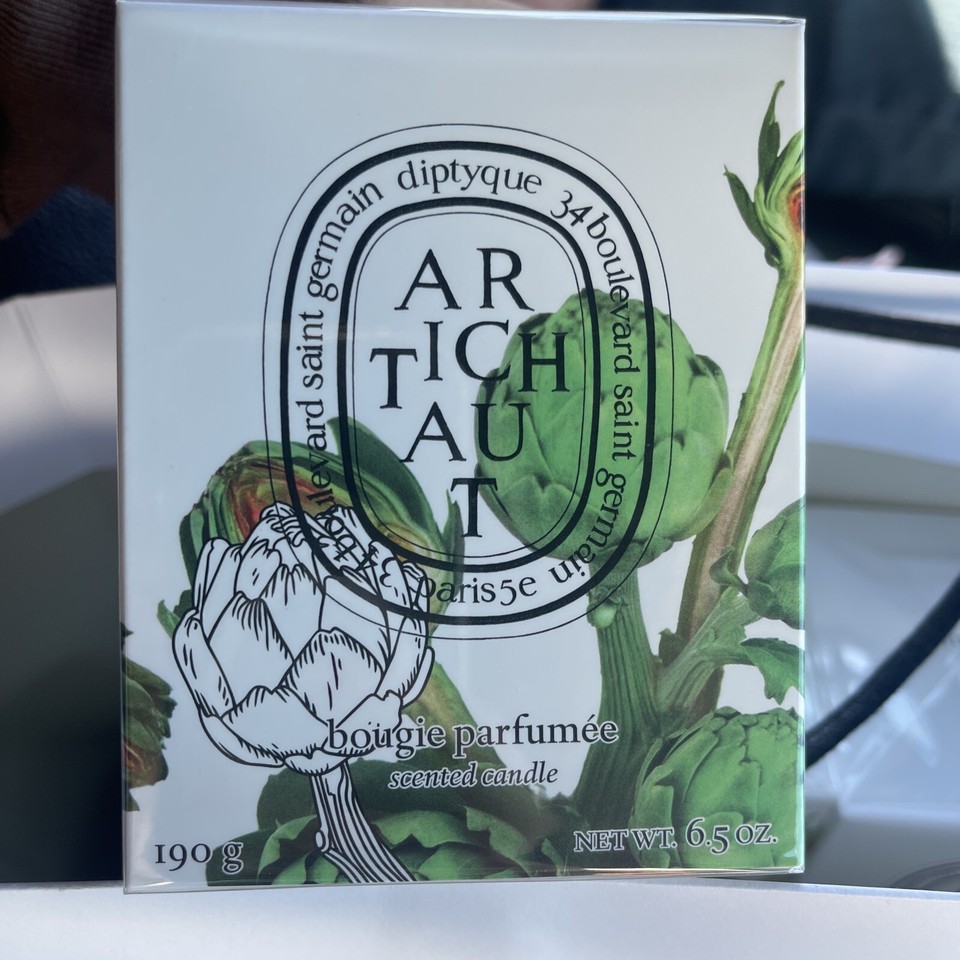 diptyque 34 boulevard saint germain
paris 5e
34 boulevard saint germain
AR
TICH
AU
T
bougie parfumée
scented candle
190 g
NET WT. 6.5 OZ.